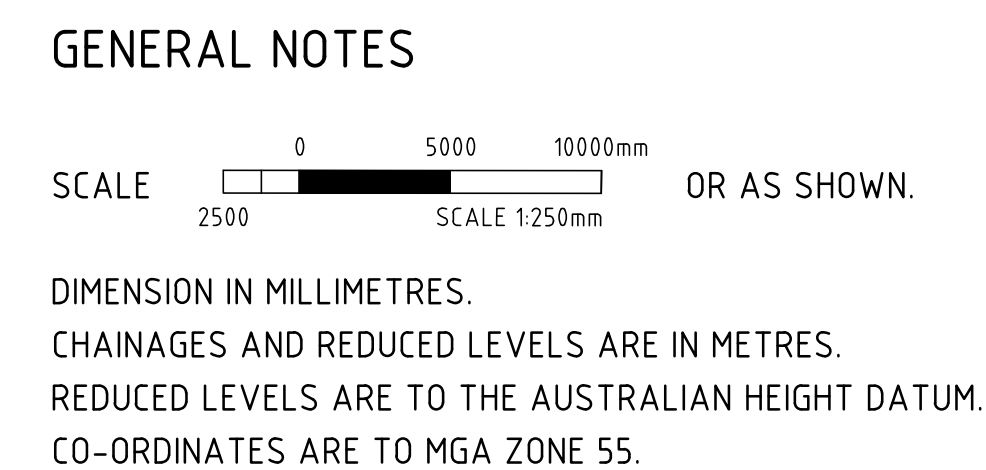 GENERAL NOTES
0 5000 10000mm
SCALE OR AS SHOWN.
2500 SCALE 1:250mm
DIMENSION IN MILLIMETRES.
CHAINAGES AND REDUCED LEVELS ARE IN METRES.
REDUCED LEVELS ARE TO THE AUSTRALIAN HEIGHT DATUM.
CO-ORDINATES ARE TO MGA ZONE 55.